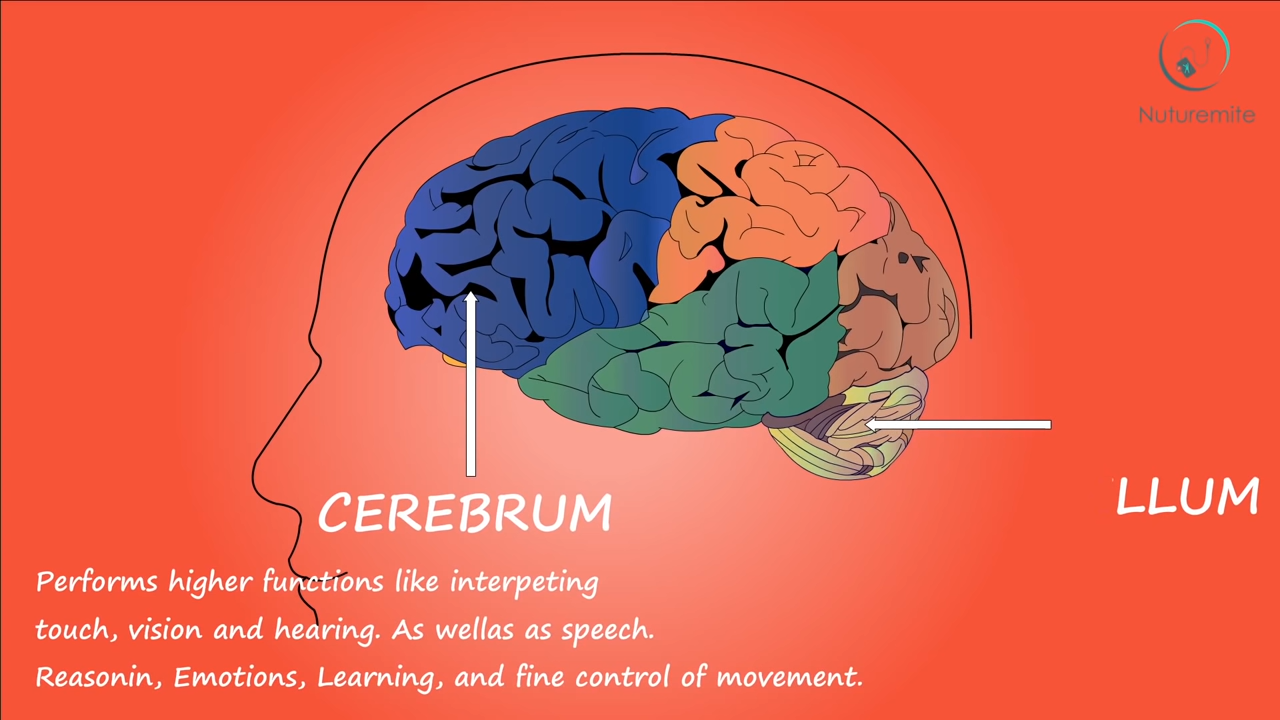 Nuturemite
CEREBRUM
LLUM
Performs higher functions like interpeting
touch, vision and hearing. As wellas as speech.
Reasonin, Emotions, Learning, and fine control of movement.